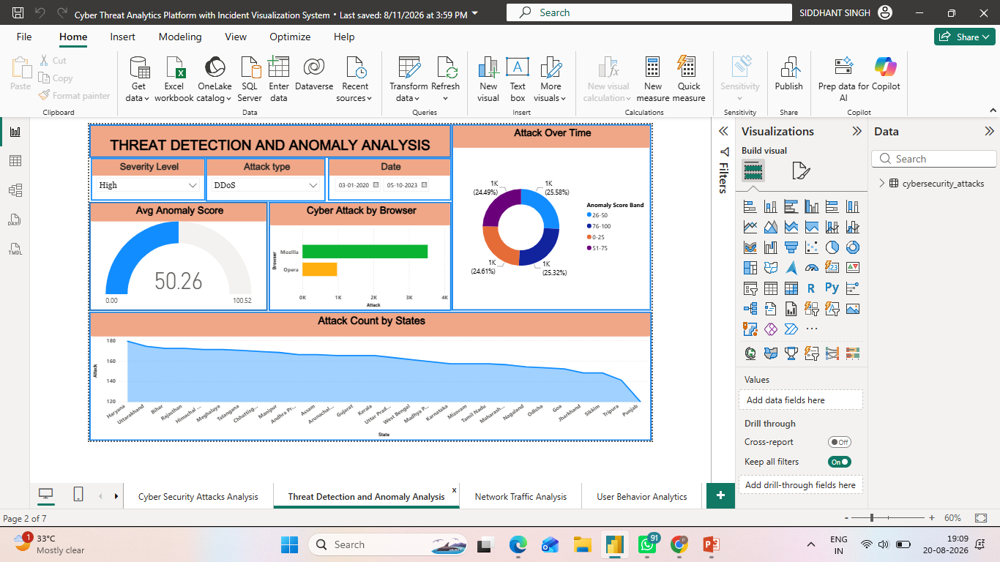 Cyber Threat Analytics Platform with Incident Visualization System • Last saved: 8/11/2026 at 3:59 PM
Search
SIDDHANT SINGH
File Home Insert Modeling View Optimize Help
Share
Paste
Cut
Copy
Format painter
Get data
Excel workbook
OneLake catalog
SQL Server
Enter data
Dataverse
Recent sources
Transform data
Refresh
New visual
Text box
More visuals
New visual calculation
New measure
Quick measure
Sensitivity
Publish
Prep data for AI
Copilot
Clipboard
Data
Queries
Insert
Calculations
Sensitivity
Share
Copilot
DAX
TMDL
THREAT DETECTION AND ANOMALY ANALYSIS
Severity Level
High
Attack type
DDoS
Date
03-01-2020
05-10-2023
Attack Over Time
1K
(24.49%)
1K
(25.58%)
1K
(24.61%)
1K
(25.32%)
Anomaly Score Band
26-50
76-100
0-25
51-75
Avg Anomaly Score
50.26
0.00
100.52
Cyber Attack by Browser
Browser
Mozilla
Opera
0K 1K 2K 3K 4K
Attack
Attack Count by States
Attack
180
160
140
120
Haryana
Uttarakhand
Bihar
Rajasthan
Himachal ...
Meghalaya
Telangana
Chhatting...
Manipur
Andhra Pr...
Assam
Arunachal...
Gujarat
Kerala
Uttar Prad...
West Bengal
Madhya P...
Karnataka
Mizoram
Tamil Nadu
Maharash...
Nagaland
Odisha
Goa
Jharkhand
Sikkim
Tripura
Punjab
State
Filters
Visualizations
Build visual
R
Py
123
Values
Add data fields here
Drill through
Cross-report
Off
Keep all filters
On
Add drill-through fields here
Data
Search
cybersecurity_attacks
Cyber Security Attacks Analysis
Threat Detection and Anomaly Analysis
x
Network Traffic Analysis
User Behavior Analytics
+
Page 2 of 7
- + 60%
1
33°C
Mostly clear
Search
91
ENG
IN
19:09
20-08-2026